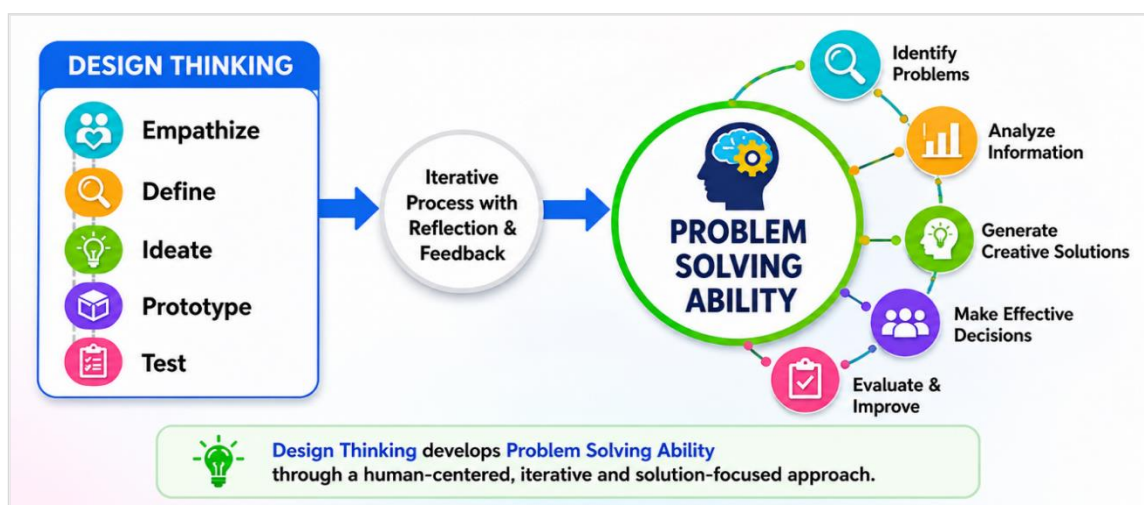 DESIGN THINKING
Empathize
Define
Ideate
Prototype
Test
Iterative
Process with
Reflection &
Feedback
PROBLEM
SOLVING
ABILITY
Identify
Problems
Analyze
Information
Generate
Creative Solutions
Make Effective
Decisions
Evaluate &
Improve
Design Thinking develops Problem Solving Ability
through a human-centered, iterative and solution-focused approach.